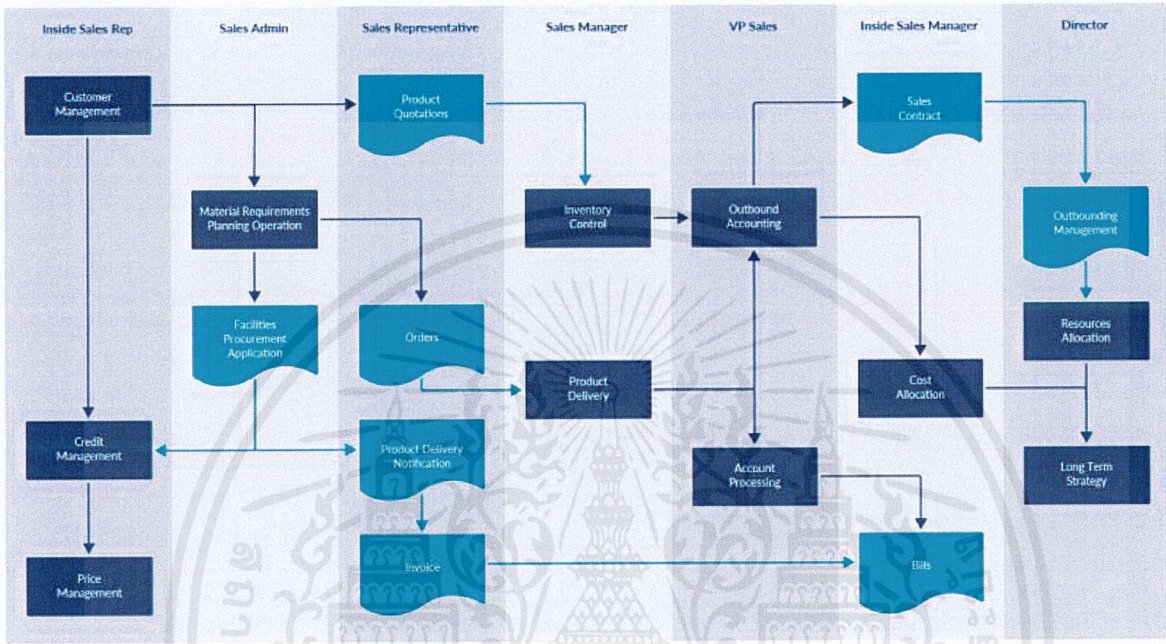 Inside Sales Rep
Sales Admin
Sales Representative
Sales Manager
VP Sales
Inside Sales Manager
Director
Customer
Management
Product
Quotations
Sales
Contract
Material Requirements
Planning Operation
Inventory
Control
Outbound
Accounting
Outbounding
Management
Facilities
Procurement
Application
Orders
Resources
Allocation
Product
Delivery
Cost
Allocation
Credit
Management
Product Delivery
Notification
Account
Processing
Long Term
Strategy
Price
Management
Invoice
Bills